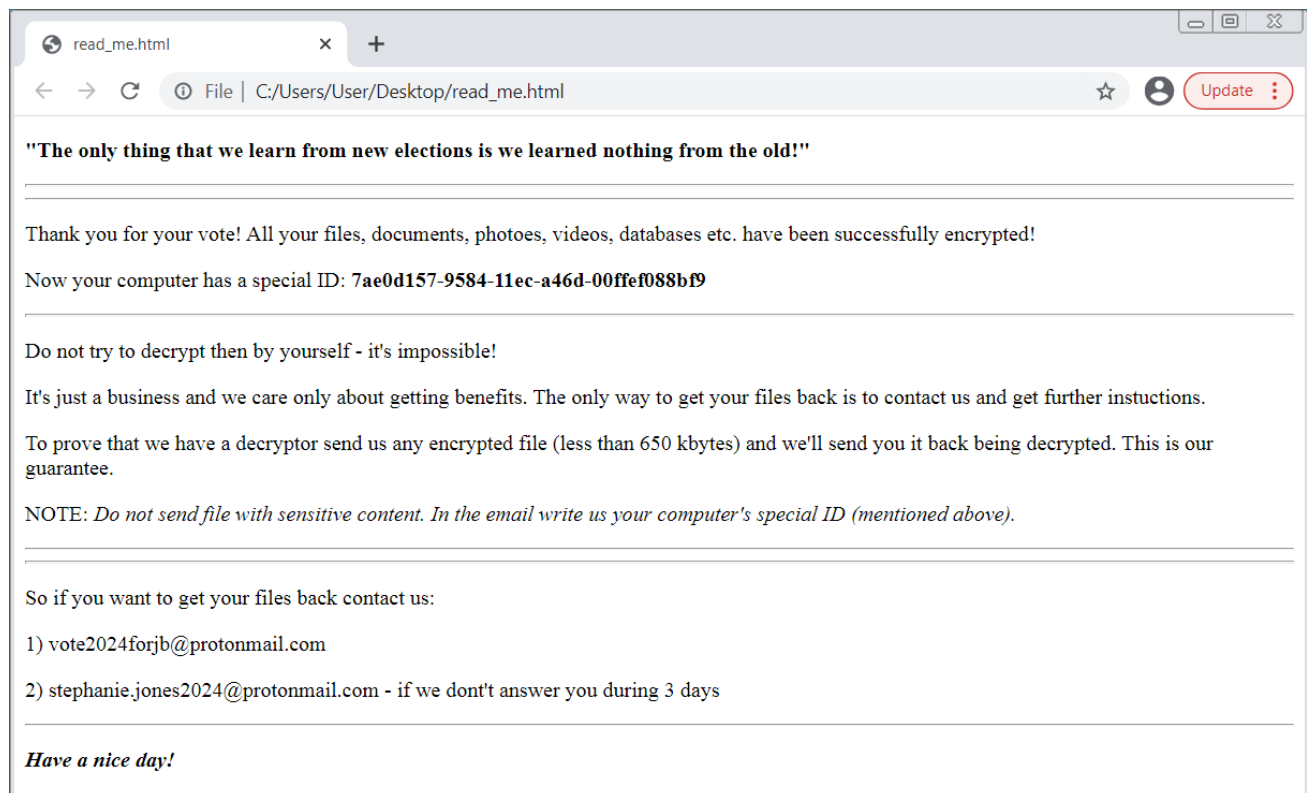 read_me.html
File | C:/Users/User/Desktop/read_me.html
Update
"The only thing that we learn from new elections is we learned nothing from the old!"
Thank you for your vote! All your files, documents, photoes, videos, databases etc. have been successfully encrypted!
Now your computer has a special ID: 7ae0d157-9584-11ec-a46d-00ffef088bf9
Do not try to decrypt then by yourself - it's impossible!
It's just a business and we care only about getting benefits. The only way to get your files back is to contact us and get further instuctions.
To prove that we have a decryptor send us any encrypted file (less than 650 kbytes) and we'll send you it back being decrypted. This is our
guarantee.
NOTE: Do not send file with sensitive content. In the email write us your computer's special ID (mentioned above).
So if you want to get your files back contact us:
1) vote2024forjb@protonmail.com
2) stephanie.jones2024@protonmail.com - if we dont't answer you during 3 days
Have a nice day!